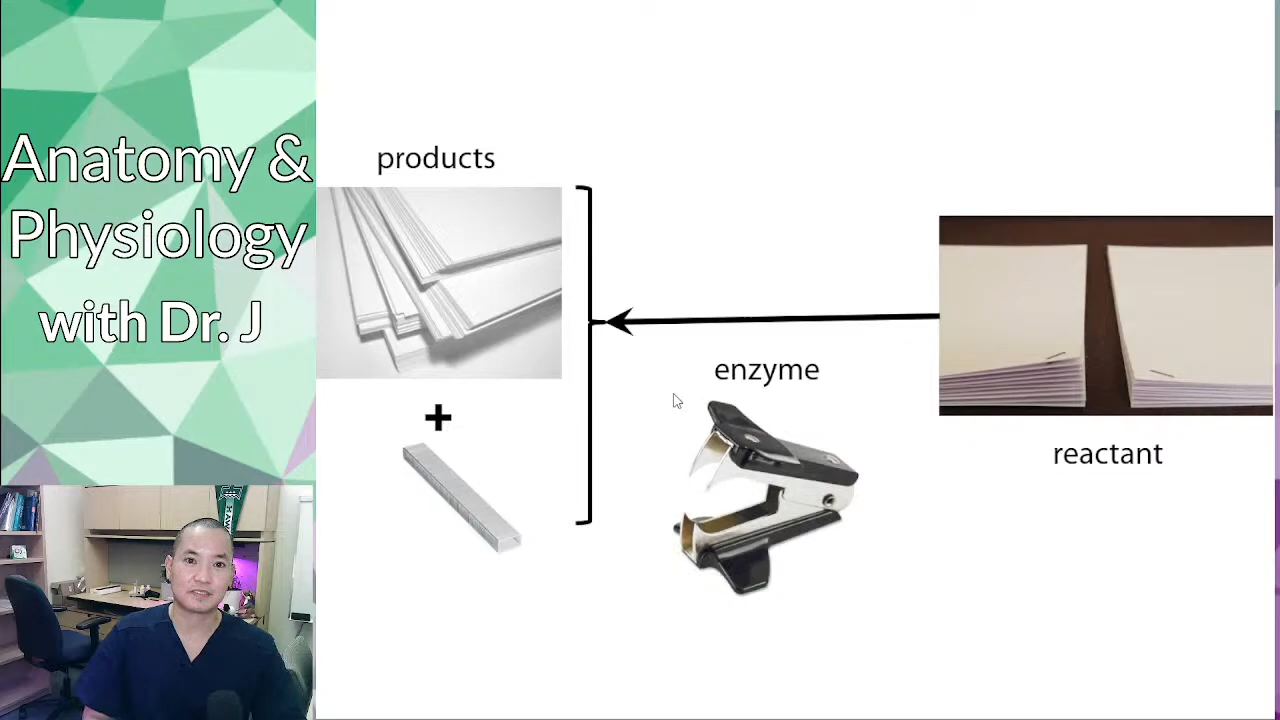 Anatomy &
Physiology
with Dr. J
products
enzyme
reactant